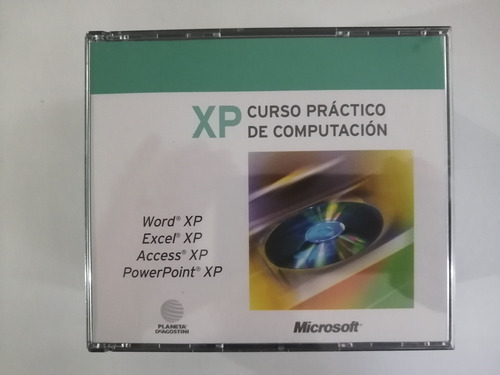 XP CURSO PRÁCTICO
DE COMPUTACIÓN
Word® XP
Excel® XP
Access® XP
PowerPoint® XP
PLANETA
DeAGOSTINI
Microsoft®